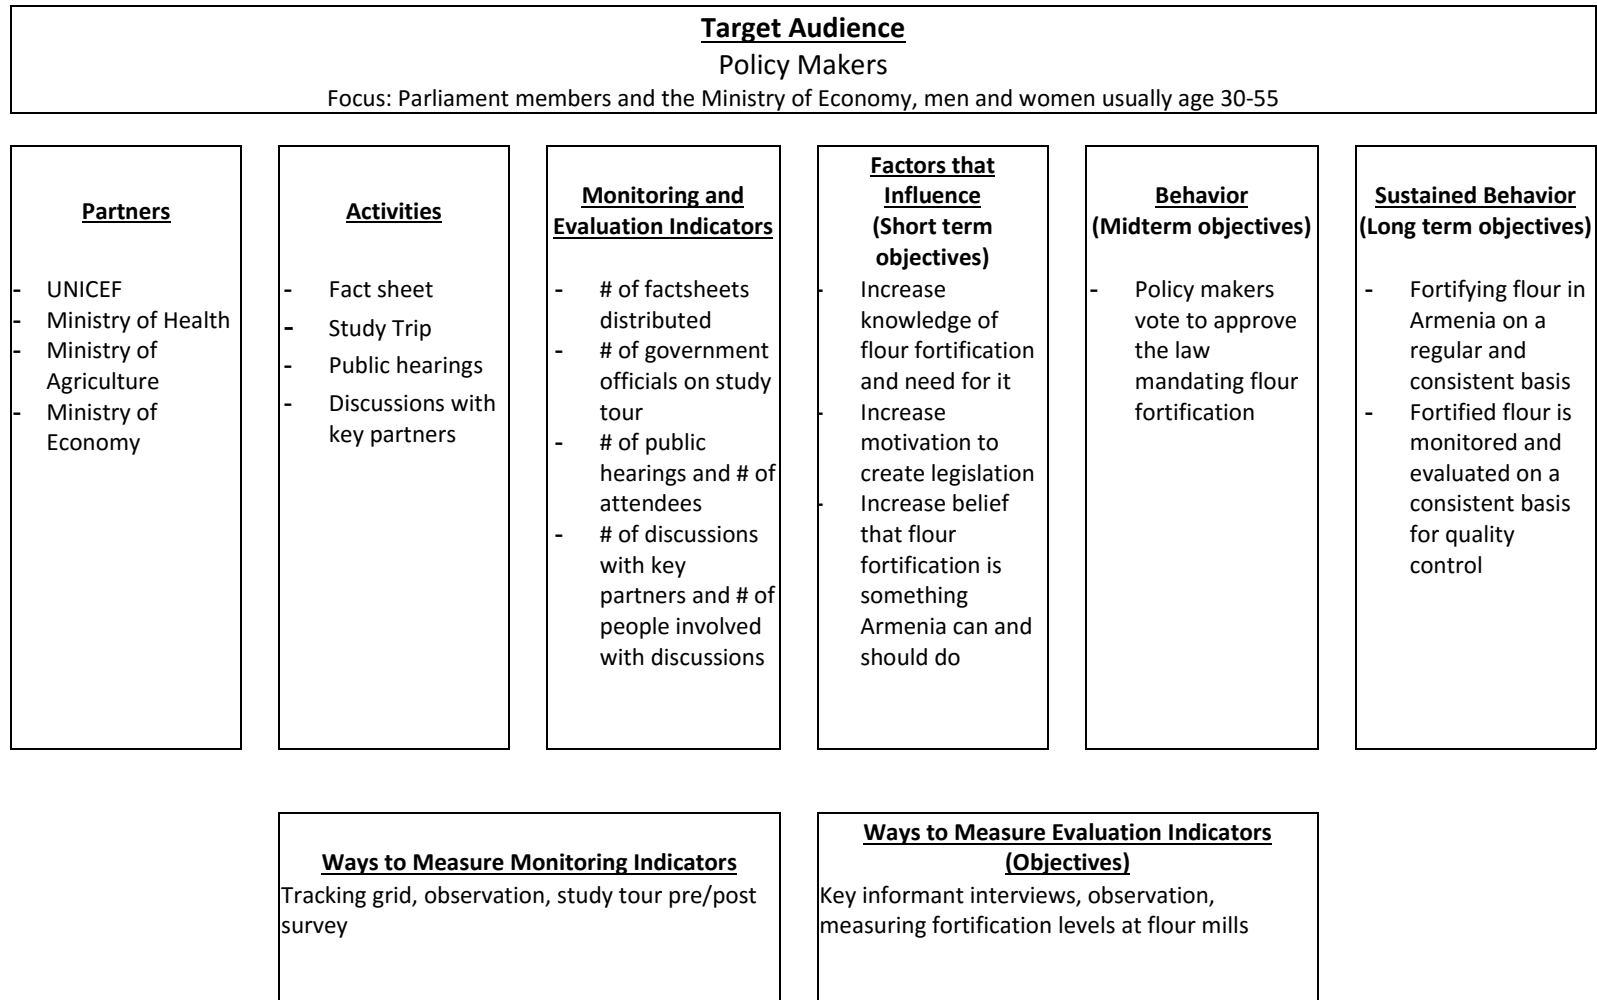 Target Audience
Policy Makers
Focus: Parliament members and the Ministry of Economy, men and women usually age 30-55
Partners
- UNICEF
- Ministry of Health
- Ministry of
Agriculture
- Ministry of
Economy
Activities
- Fact sheet
- Study Trip
- Public hearings
- Discussions with
key partners
Monitoring and
Evaluation Indicators
- # of factsheets
distributed
- # of government
officials on study
tour
- # of public
hearings and # of
attendees
- # of discussions
with key
partners and # of
people involved
with discussions
Factors that
Influence
(Short term
objectives)
- Increase
knowledge of
flour fortification
and need for it
- Increase
motivation to
create legislation
- Increase belief
that flour
fortification is
something
Armenia can and
should do
Behavior
(Midterm objectives)
- Policy makers
vote to approve
the law
mandating flour
fortification
Sustained Behavior
(Long term objectives)
- Fortifying flour in
Armenia on a
regular and
consistent basis
- Fortified flour is
monitored and
evaluated on a
consistent basis
for quality
control
Ways to Measure Monitoring Indicators
Tracking grid, observation, study tour pre/post
survey
Ways to Measure Evaluation Indicators
(Objectives)
Key informant interviews, observation,
measuring fortification levels at flour mills